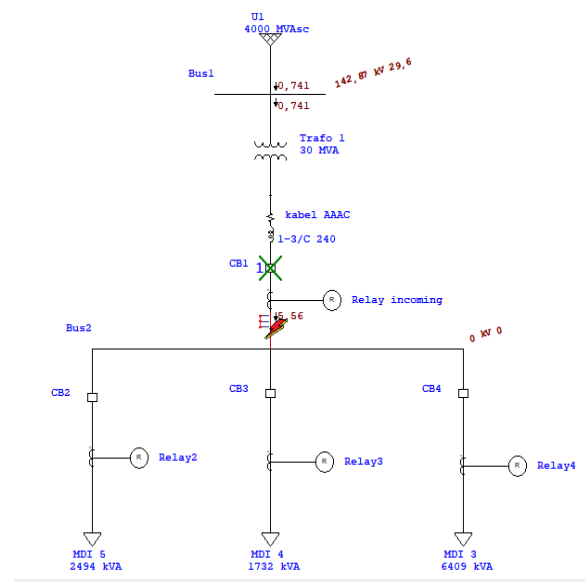 U1
4000 MVAsc
142,87 kV 29,6
Bus1
0,741
0,741
Trafo 1
30 MVA
kabel AAAC
1-3/C 240
CB1
1
R
Relay incoming
5,56
Bus2
0 kV 0
CB2
CB3
CB4
R
Relay2
R
Relay3
R
Relay4
MDI 5
2494 kVA
MDI 4
1732 kVA
MDI 3
6409 kVA